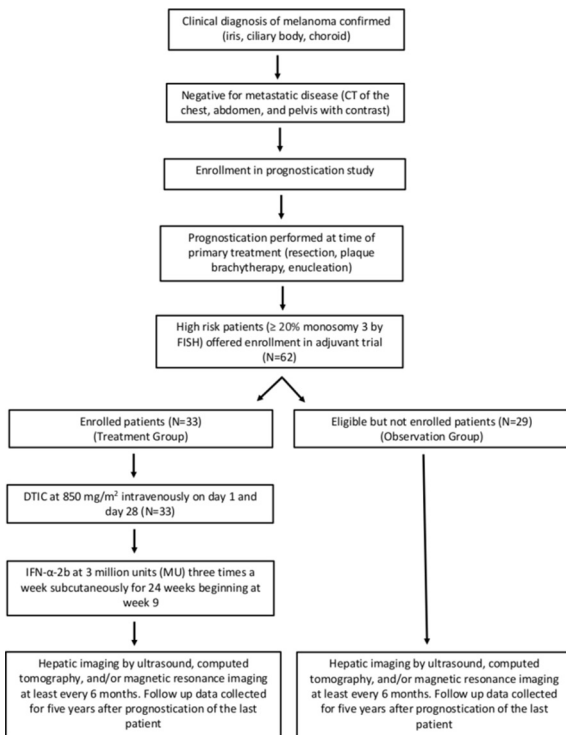 Clinical diagnosis of melanoma confirmed
(iris, ciliary body, choroid)
Negative for metastatic disease (CT of the
chest, abdomen, and pelvis with contrast)
Enrollment in prognostication study
Prognostication performed at time of
primary treatment (resection, plaque
brachytherapy, enucleation)
High risk patients (≥ 20% monosomy 3 by
FISH) offered enrollment in adjuvant trial
(N=62)
Enrolled patients (N=33)
(Treatment Group)
Eligible but not enrolled patients (N=29)
(Observation Group)
DTIC at 850 mg/m² intravenously on day 1 and
day 28 (N=33)
IFN-α-2b at 3 million units (MU) three times a
week subcutaneously for 24 weeks beginning at
week 9
Hepatic imaging by ultrasound, computed
tomography, and/or magnetic resonance imaging
at least every 6 months. Follow up data collected
for five years after prognostication of the last
patient
Hepatic imaging by ultrasound, computed
tomography, and/or magnetic resonance imaging
at least every 6 months. Follow up data collected
for five years after prognostication of the last
patient